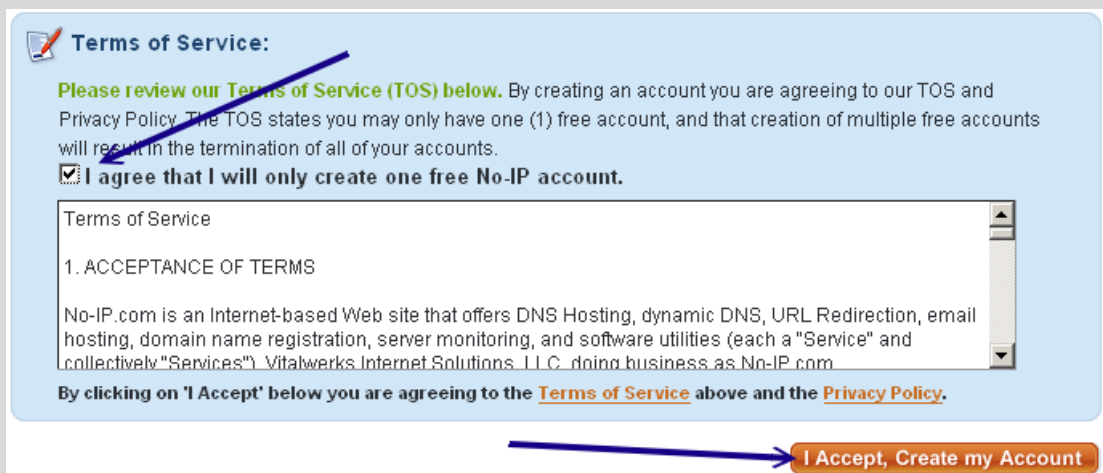 Terms of Service:
Please review our Terms of Service (TOS) below. By creating an account you are agreeing to our TOS and
Privacy Policy. The TOS states you may only have one (1) free account, and that creation of multiple free accounts
will result in the termination of all of your accounts.
I agree that I will only create one free No-IP account.
Terms of Service
1. ACCEPTANCE OF TERMS
No-IP.com is an Internet-based Web site that offers DNS Hosting, dynamic DNS, URL Redirection, email
hosting, domain name registration, server monitoring, and software utilities (each a "Service" and
collectively "Services"). Vitalwerks Internet Solutions, LLC, doing business as No-IP.com
By clicking on 'I Accept' below you are agreeing to the Terms of Service above and the Privacy Policy.
I Accept, Create my Account